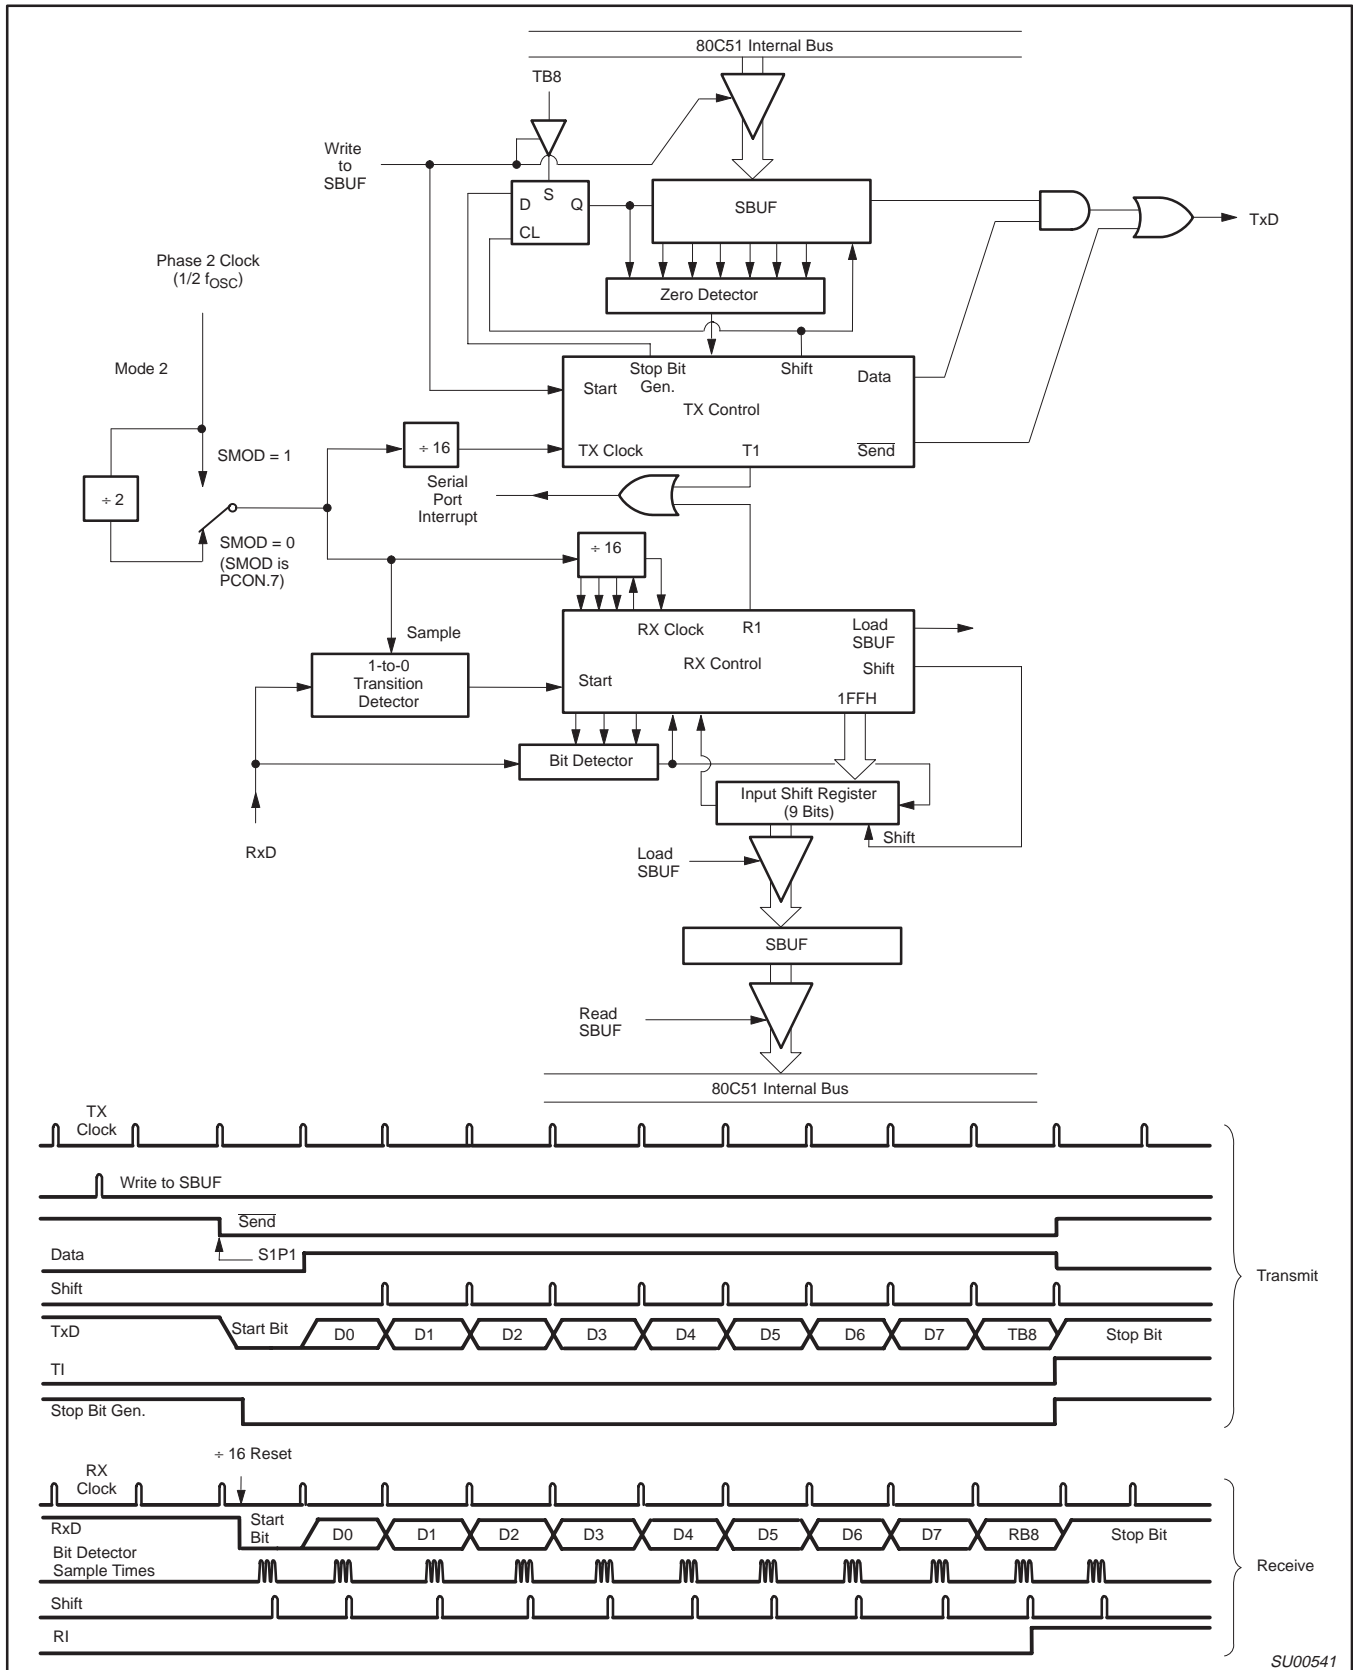 80C51 Internal Bus
TB8
Write
to
SBUF
S
D
Q
CL
SBUF
TxD
Phase 2 Clock
(1/2 fOSC)
Zero Detector
Mode 2
Stop Bit
Gen.
Shift
Data
Start
TX Control
SMOD = 1
÷ 16
TX Clock
T1
Send
÷ 2
Serial
Port
Interrupt
SMOD = 0
(SMOD is
PCON.7)
÷ 16
Sample
RX Clock
R1
Load
SBUF
RX Control
1-to-0
Transition
Detector
Start
Shift
1FFH
Bit Detector
Input Shift Register
(9 Bits)
RxD
Shift
Load
SBUF
SBUF
Read
SBUF
80C51 Internal Bus
TX
Clock
Write to SBUF
Send
Data
S1P1
Shift
Transmit
TxD
Start Bit
D0
D1
D2
D3
D4
D5
D6
D7
TB8
Stop Bit
TI
Stop Bit Gen.
÷ 16 Reset
RX
Clock
RxD
Start
Bit
D0
D1
D2
D3
D4
D5
D6
D7
RB8
Stop Bit
Bit Detector
Sample Times
Receive
Shift
RI
SU00541